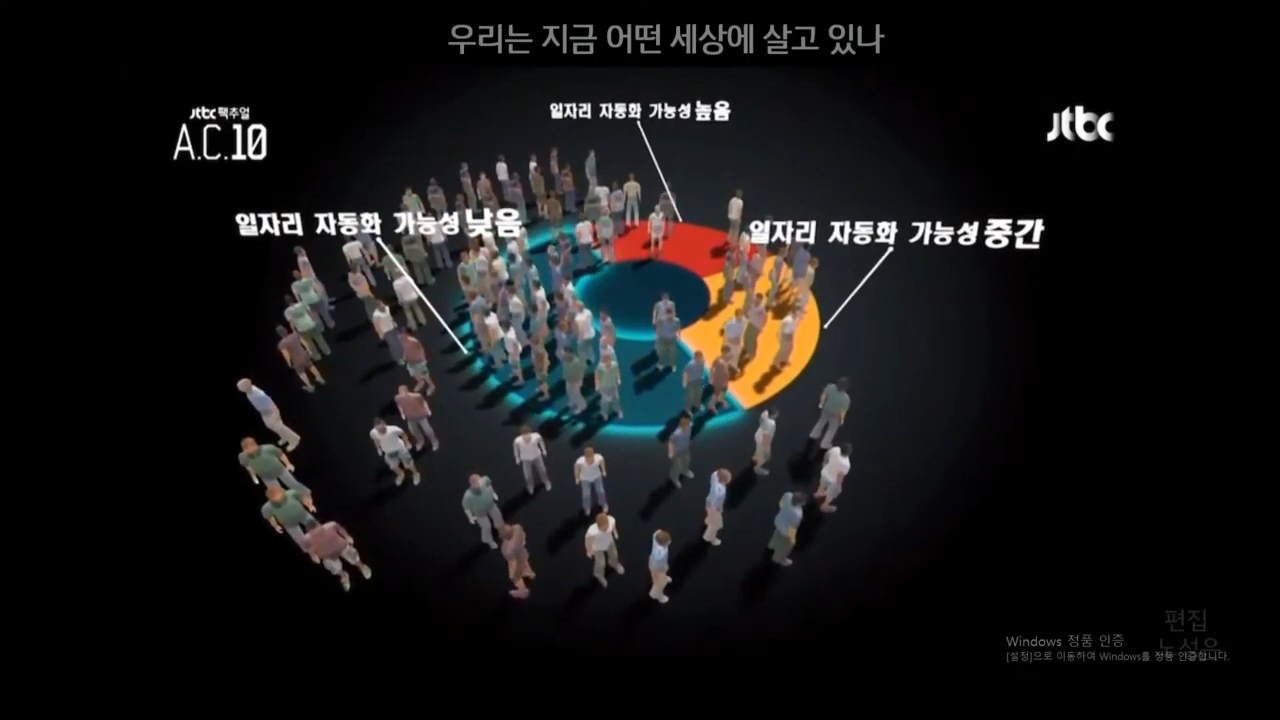 우리는 지금 어떤 세상에 살고 있나
jtbc 팩추얼
A.C.10
일자리 자동화 가능성 높음
jtbc
일자리 자동화 가능성 낮음
일자리 자동화 가능성 중간
편집
Windows 정품 인증
[설정]으로 이동하여 Windows를 정품 인증합니다.